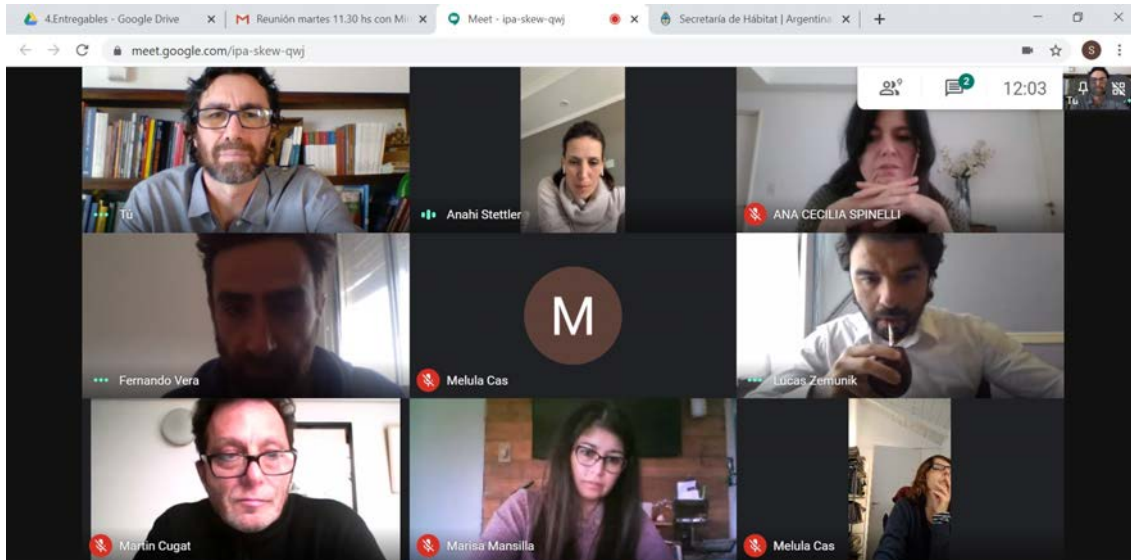 4.Entregables - Google Drive
Reunión martes 11.30 hs con Mi
Meet - ipa-skew-qwj
Secretaría de Hábitat | Argentina
meet.google.com/ipa-skew-qwj
S
9
2
12:03
Tú
Tú
Anahi Stettler
ANA CECILIA SPINELLI
Fernando Vera
M
Melula Cas
Lucas Zemunik
Martin Cugat
Marisa Mansilla
Melula Cas